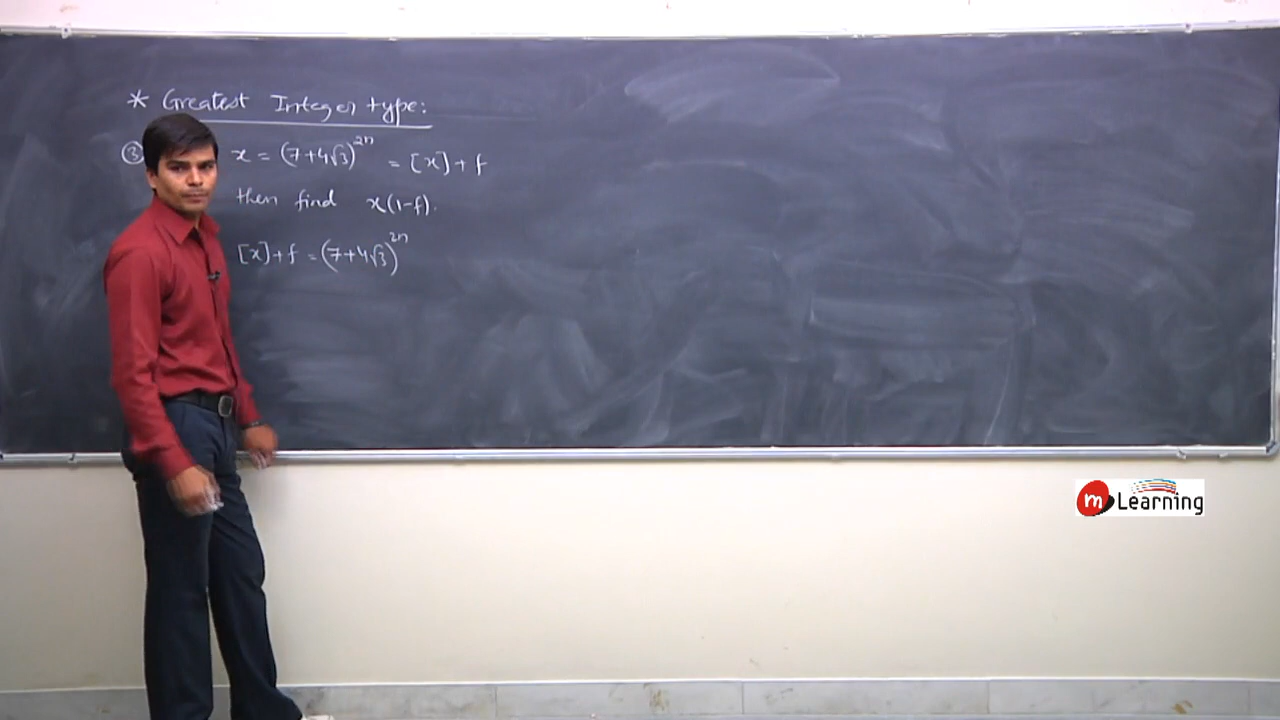 * Greatest Integer type:
③ x = (7+4√3)^2n = [x] + f
then find x(1-f).
[x] + f = (7+4√3)^2n
m Learning